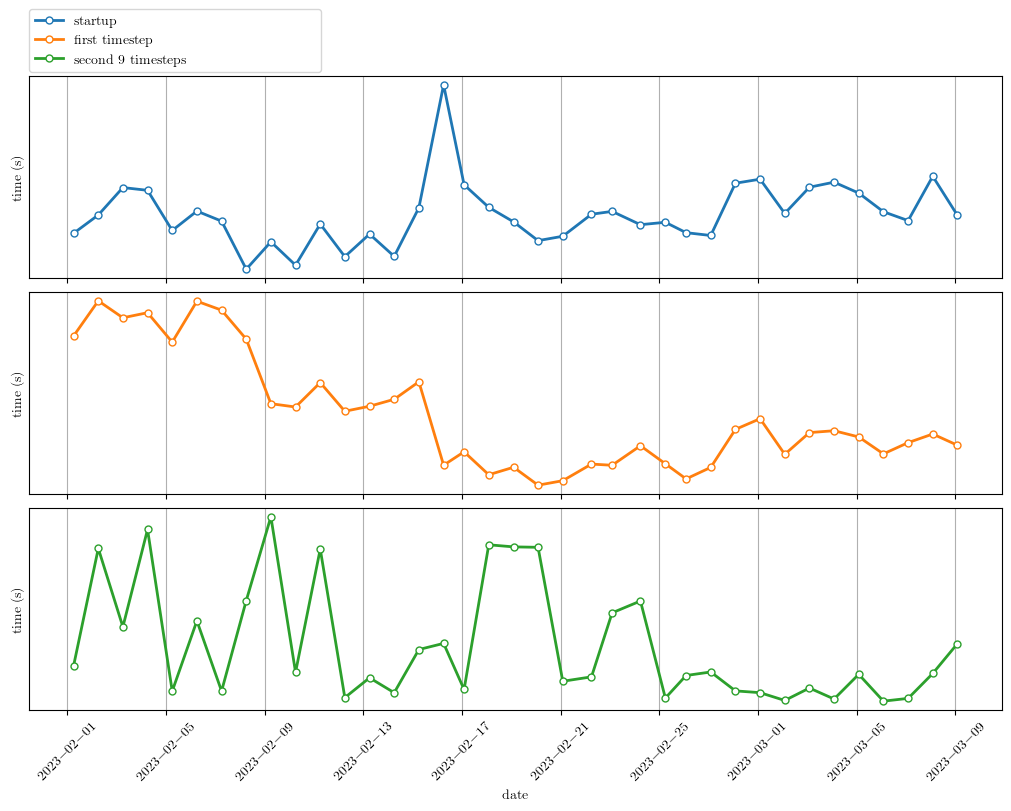 startup
first timestep
second 9 timesteps
time (s)
time (s)
time (s)
2023−02−01
2023−02−05
2023−02−09
2023−02−13
2023−02−17
2023−02−21
2023−02−25
2023−03−01
2023−03−05
2023−03−09
date